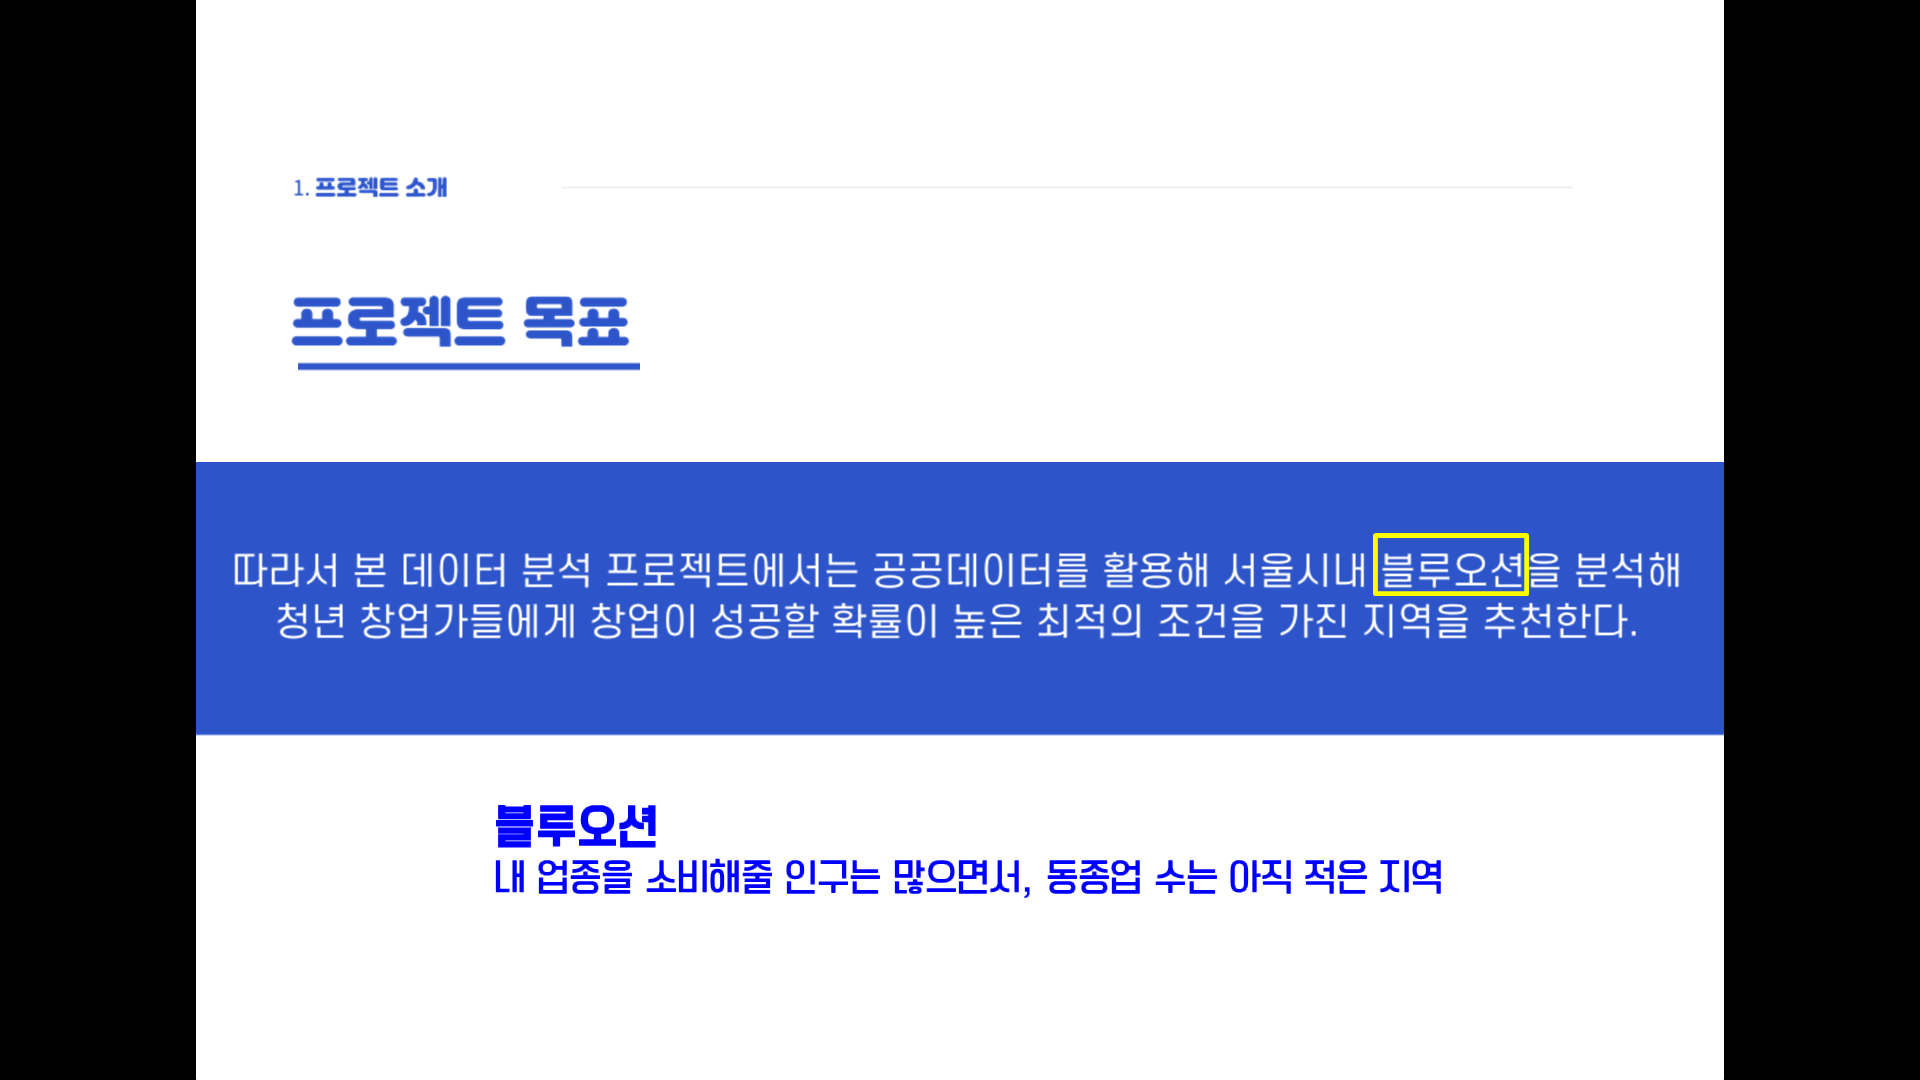 1. 프로젝트 소개
프로젝트 목표
따라서 본 데이터 분석 프로젝트에서는 공공데이터를 활용해 서울시내 블루오션을 분석해
청년 창업가들에게 창업이 성공할 확률이 높은 최적의 조건을 가진 지역을 추천한다.
블루오션
내 업종을 소비해줄 인구는 많으면서, 동종업 수는 아직 적은 지역